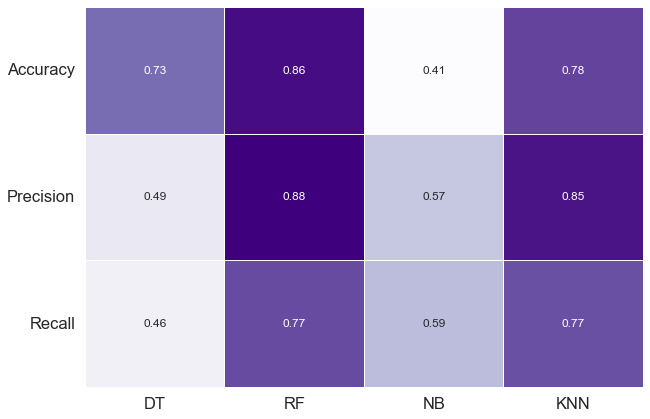 Accuracy 0.73 0.86 0.41 0.78
Precision 0.49 0.88 0.57 0.85
Recall 0.46 0.77 0.59 0.77
DT RF NB KNN